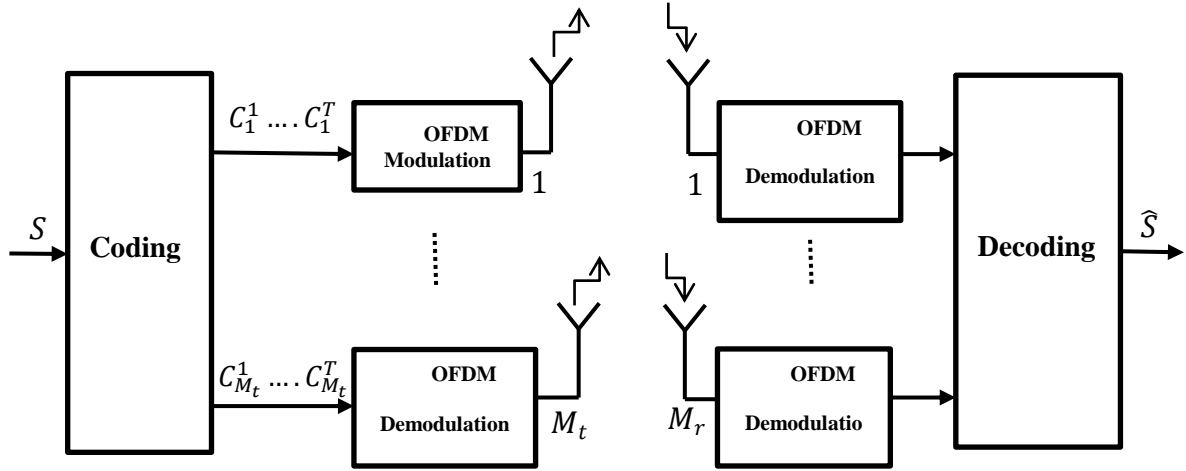 S
Coding
C_1^1 .... C_1^T
OFDM
Modulation
1
C_{M_t}^1 .... C_{M_t}^T
OFDM
Demodulation
M_t
1
OFDM
Demodulation
M_r
OFDM
Demodulatio
Decoding
Ŝ